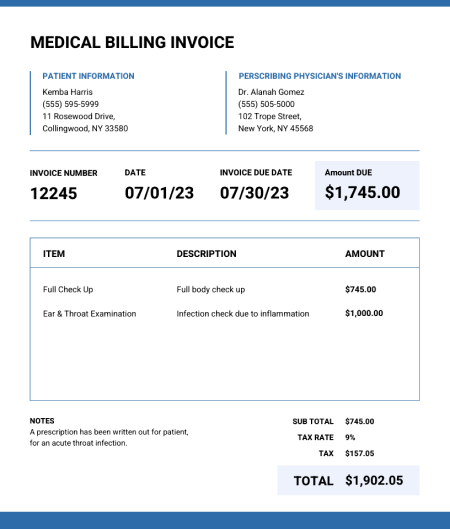 MEDICAL BILLING INVOICE
PATIENT INFORMATION
Kemba Harris
(555) 595-5999
11 Rosewood Drive,
Collingwood, NY 33580
PERSCRIBING PHYSICIAN'S INFORMATION
Dr. Alanah Gomez
(555) 505-5000
102 Trope Street,
New York, NY 45568
INVOICE NUMBER
12245
DATE
07/01/23
INVOICE DUE DATE
07/30/23
Amount DUE
$1,745.00
ITEM DESCRIPTION AMOUNT
Full Check Up Full body check up $745.00
Ear & Throat Examination Infection check due to inflammation $1,000.00
NOTES
A prescription has been written out for patient,
for an acute throat infection.
SUB TOTAL $745.00
TAX RATE 9%
TAX $157.05
TOTAL $1,902.05